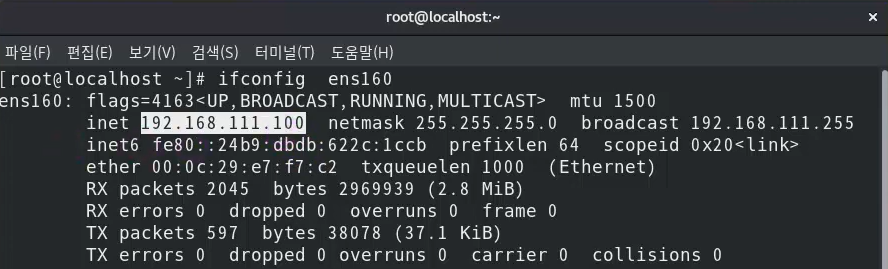 root@localhost:~ ×
파일(F) 편집(E) 보기(V) 검색(S) 터미널(T) 도움말(H)
[root@localhost ~]# ifconfig  ens160
ens160: flags=4163<UP,BROADCAST,RUNNING,MULTICAST>  mtu 1500
        inet 192.168.111.100  netmask 255.255.255.0  broadcast 192.168.111.255
        inet6 fe80::24b9:dbdb:622c:1ccb  prefixlen 64  scopeid 0x20<link>
        ether 00:0c:29:e7:f7:c2  txqueuelen 1000  (Ethernet)
        RX packets 2045  bytes 2969939 (2.8 MiB)
        RX errors 0  dropped 0  overruns 0  frame 0
        TX packets 597  bytes 38078 (37.1 KiB)
        TX errors 0  dropped 0 overruns 0  carrier 0  collisions 0